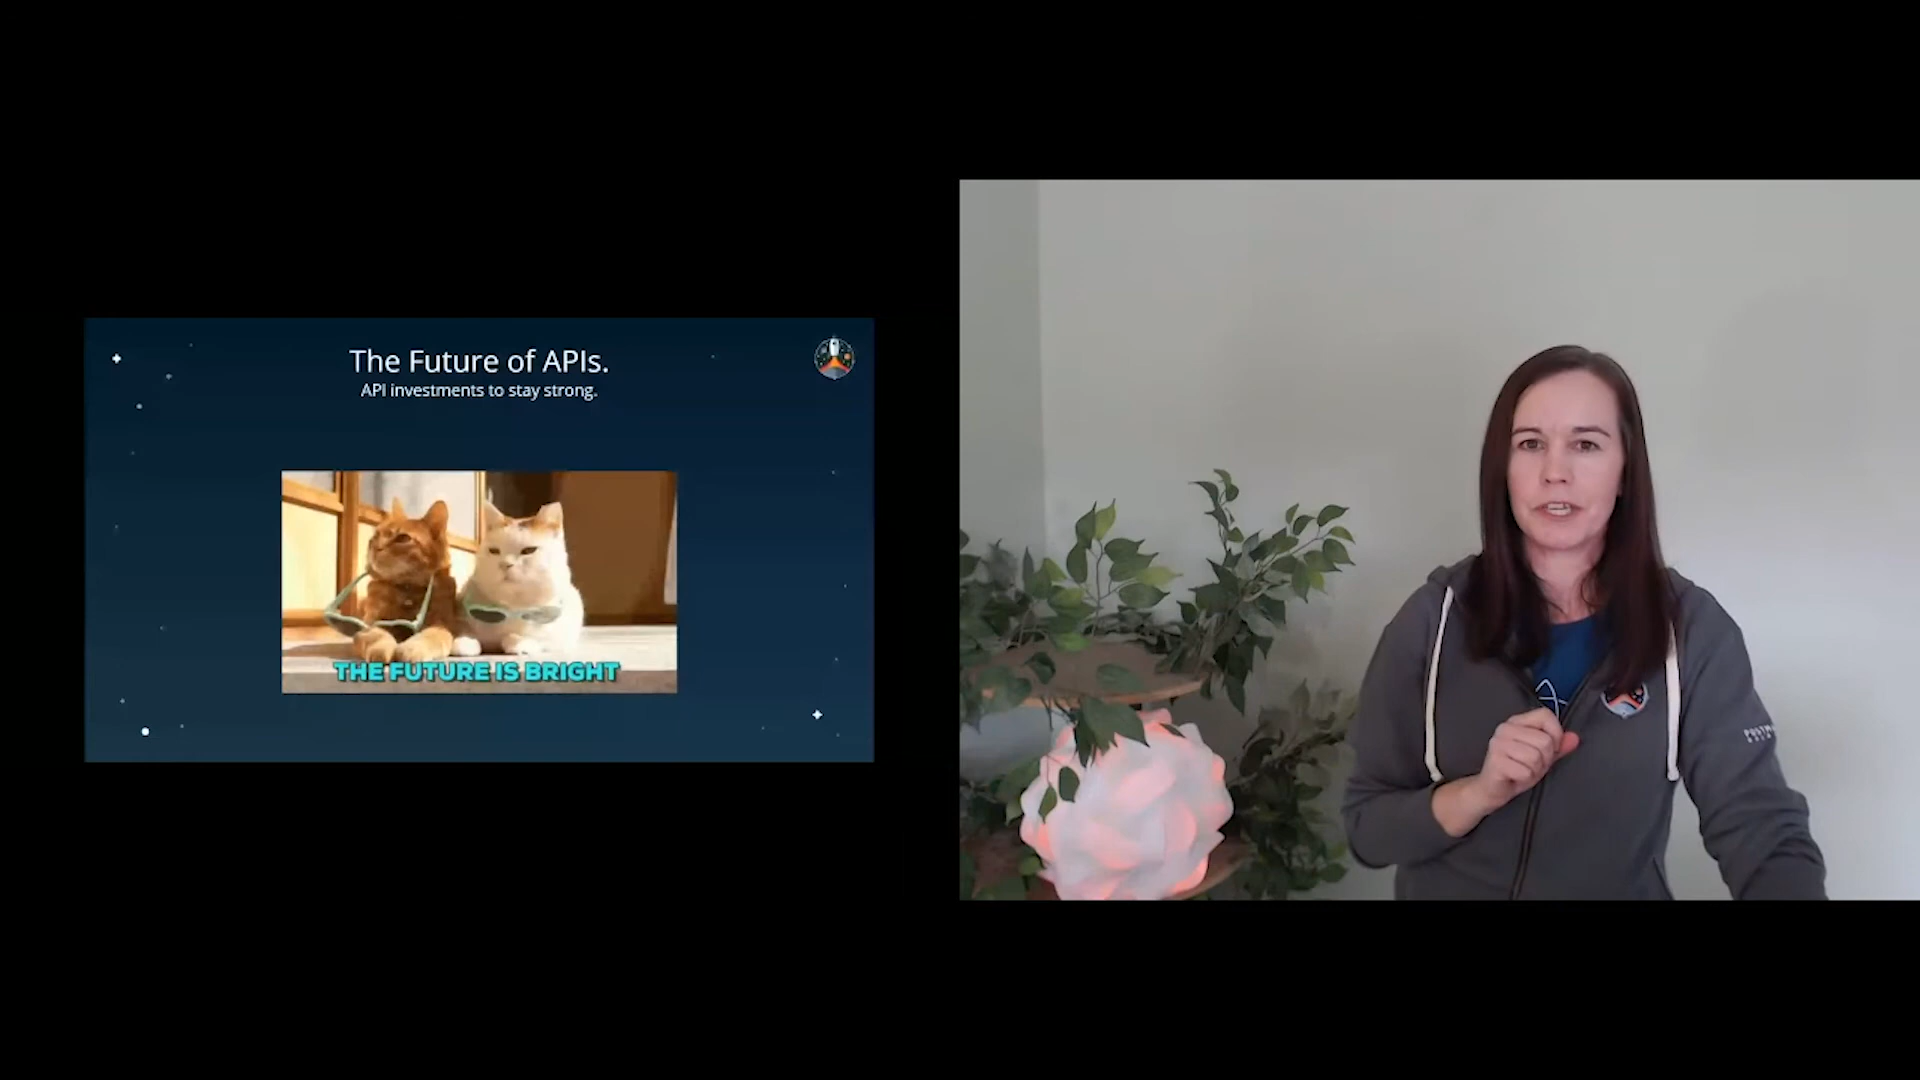 The Future of APIs.
API investments to stay strong.
THE FUTURE IS BRIGHT